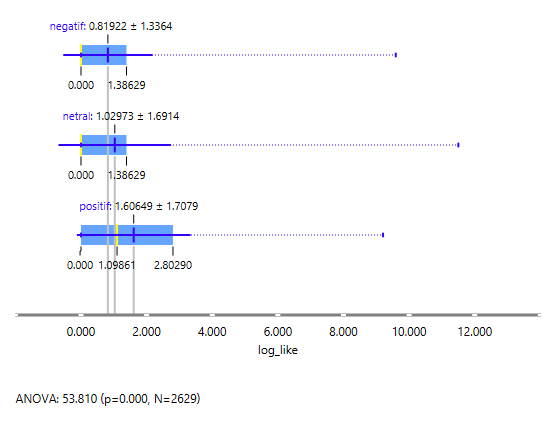 negatif: 0.81922 ± 1.3364
0.000 1.38629
netral: 1.02973 ± 1.6914
0.000 1.38629
positif: 1.60649 ± 1.7079
0.000 1.09861 2.80290
0.000 2.000 4.000 6.000 8.000 10.000 12.000
log_like
ANOVA: 53.810 (p=0.000, N=2629)